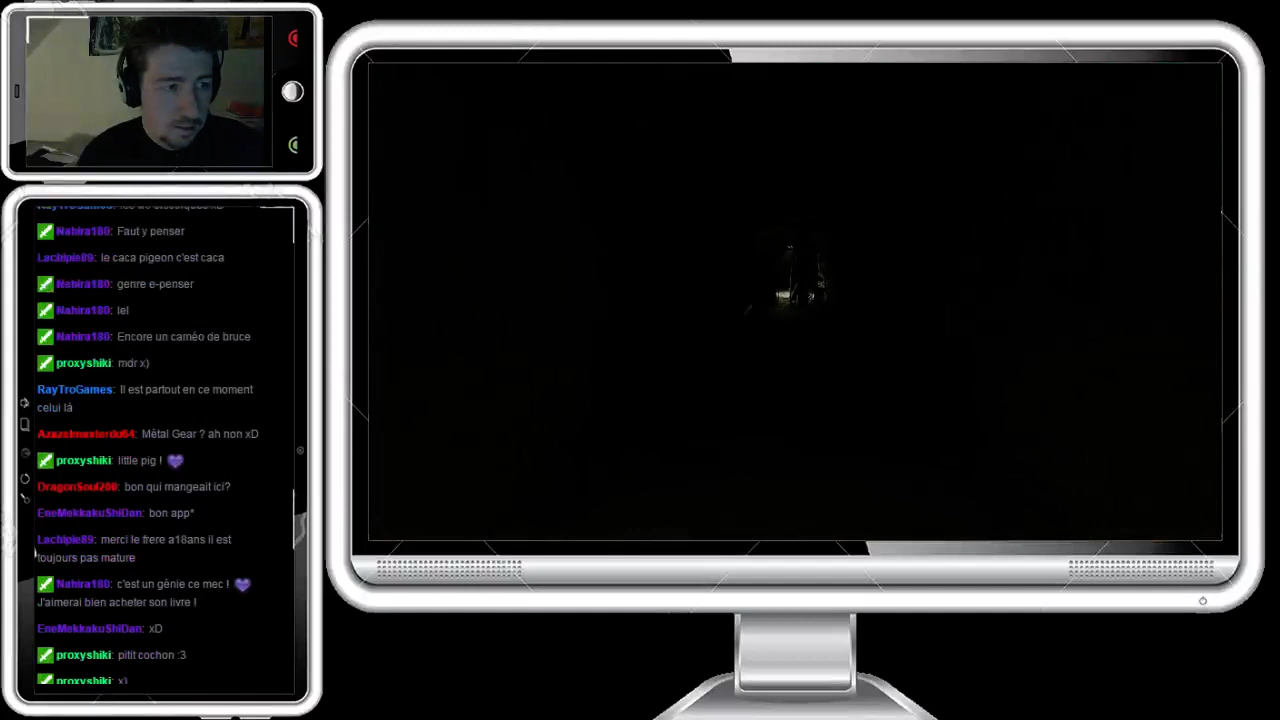 Nahira180: Faut y penser
Lachipie89: le caca pigeon c'est caca
Nahira180: genre e-penser
Nahira180: lel
Nahira180: Encore un caméo de bruce
proxyshiki: mdr x)
RayTroGames: Il est partout en ce moment
celui là
Métal Gear ? ah non xD
proxyshiki: little pig !
DragonSoul200: bon qui mangeait ici?
EneMekkakuShiDan: bon app*
Lachipie89: merci le frere a18ans il est
toujours pas mature
Nahira180: c'est un génie ce mec !
J'aimerai bien acheter son livre !
EneMekkakuShiDan: xD
proxyshiki: pitit cochon :3
proxyshiki: x)